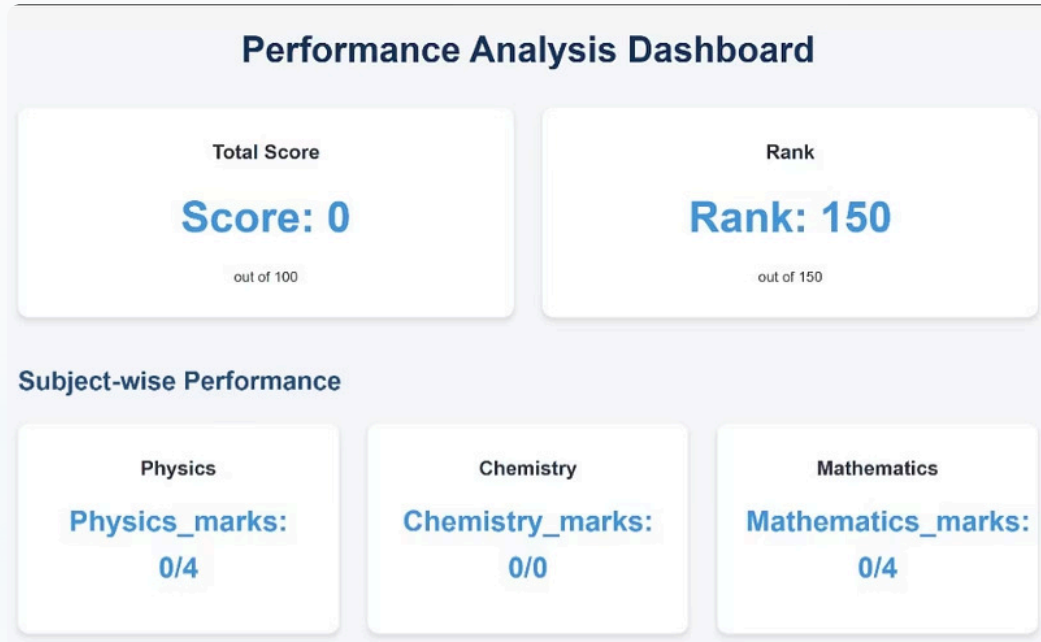 Performance Analysis Dashboard
Total Score
Score: 0
out of 100
Rank
Rank: 150
out of 150
Subject-wise Performance
Physics
Physics_marks:
0/4
Chemistry
Chemistry_marks:
0/0
Mathematics
Mathematics_marks:
0/4